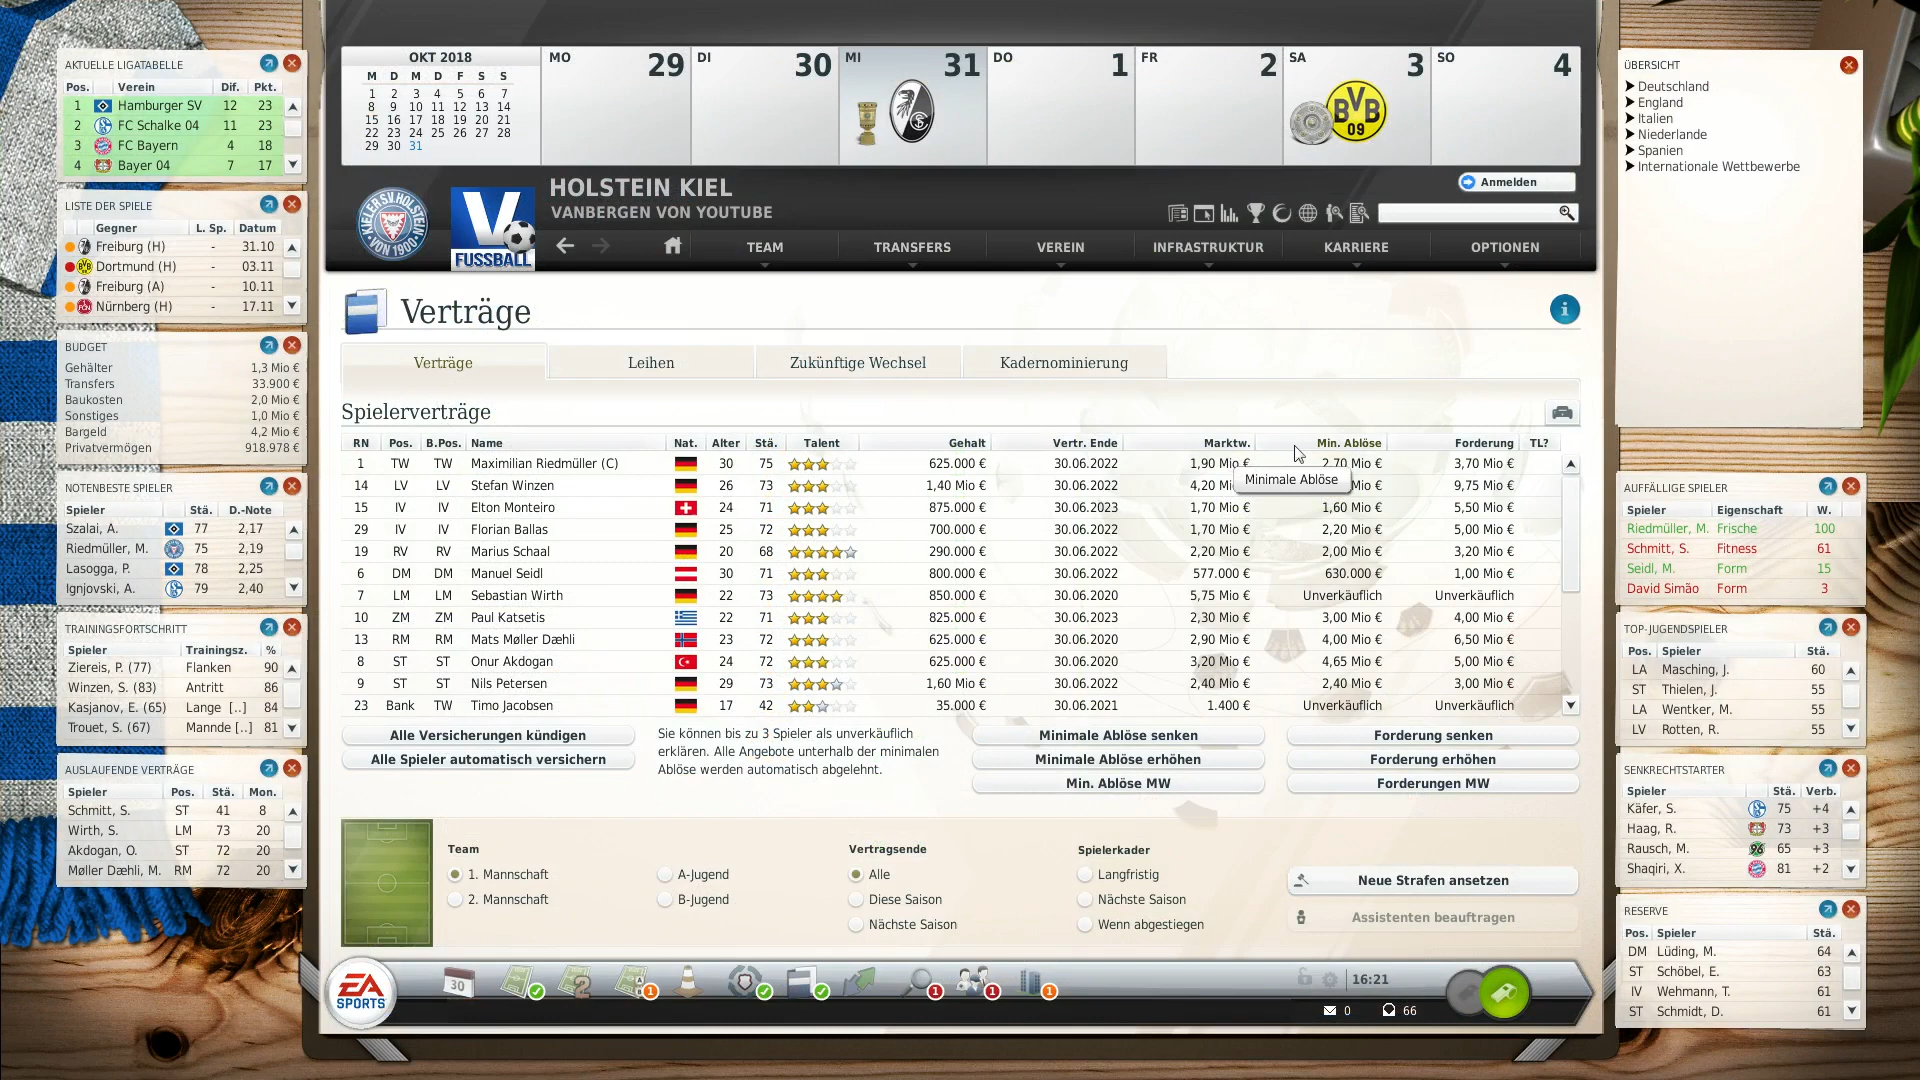 AKTUELLE LIGATABELLE
Pos. Verein Dif. Pkt.
1 Hamburger SV 12 23
2 FC Schalke 04 11 23
3 FC Bayern 4 18
4 Bayer 04 7 17
LISTE DER SPIELE
Gegner L. Sp. Datum
Freiburg (H) - 31.10
Dortmund (H) - 03.11
Freiburg (A) - 10.11
Nürnberg (H) - 17.11
BUDGET
Gehälter 1,3 Mio €
Transfers 33.900 €
Baukosten 2,0 Mio €
Sonstiges 1,0 Mio €
Bargeld 4,2 Mio €
Privatvermögen 918.978 €
NOTENBESTE SPIELER
Spieler Stä. D.-Note
Szalai, A. 77 2,17
Riedmüller, M. 75 2,19
Lasogga, P. 78 2,25
Ignjovski, A. 79 2,40
TRAININGSFORTSCHRITT
Spieler Trainingsz. %
Ziereis, P. (77) Flanken 90
Winzen, S. (83) Antritt 86
Kasjanov, E. (65) Lange [..] 84
Trouet, S. (67) Mannde [..] 81
AUSLAUFENDE VERTRÄGE
Spieler Pos. Stä. Mon.
Schmitt, S. ST 41 8
Wirth, S. LM 73 20
Akdogan, O. ST 72 20
Møller Dæhli, M. RM 72 20
OKT 2018
M D M D F S S
1 2 3 4 5 6 7
8 9 10 11 12 13 14
15 16 17 18 19 20 21
22 23 24 25 26 27 28
29 30 31
MO 29 DI 30 MI 31 DO 1 FR 2 SA 3 SO 4
BVB 09
KIELER S.V. HOLSTEIN VON 1900
V FUSSBALL
HOLSTEIN KIEL
VANBERGEN VON YOUTUBE
Anmelden
TEAM TRANSFERS VEREIN INFRASTRUKTUR KARRIERE OPTIONEN
Verträge
Verträge Leihen Zukünftige Wechsel Kadernominierung
Spielerverträge
RN Pos. B.Pos. Name Nat. Alter Stä. Talent Gehalt Vertr. Ende Marktw. Min. Ablöse Forderung TL?
1 TW TW Maximilian Riedmüller (C) 30 75 625.000 € 30.06.2022 1,90 Mio € 2,70 Mio € 3,70 Mio €
14 LV LV Stefan Winzen 26 73 1,40 Mio € 30.06.2022 4,20 Mi Mio € 9,75 Mio €
Minimale Ablöse
15 IV IV Elton Monteiro 24 71 875.000 € 30.06.2023 1,70 Mio € 1,60 Mio € 5,50 Mio €
29 IV IV Florian Ballas 25 72 700.000 € 30.06.2022 1,70 Mio € 2,20 Mio € 5,00 Mio €
19 RV RV Marius Schaal 20 68 290.000 € 30.06.2022 2,20 Mio € 2,00 Mio € 3,20 Mio €
6 DM DM Manuel Seidl 30 71 800.000 € 30.06.2022 577.000 € 630.000 € 1,00 Mio €
7 LM LM Sebastian Wirth 22 73 850.000 € 30.06.2020 5,75 Mio € Unverkäuflich Unverkäuflich
10 ZM ZM Paul Katsetis 22 71 825.000 € 30.06.2023 2,30 Mio € 3,00 Mio € 4,00 Mio €
13 RM RM Mats Møller Dæhli 23 72 625.000 € 30.06.2020 2,90 Mio € 4,00 Mio € 6,50 Mio €
8 ST ST Onur Akdogan 24 72 625.000 € 30.06.2020 3,20 Mio € 4,65 Mio € 5,00 Mio €
9 ST ST Nils Petersen 29 73 1,60 Mio € 30.06.2022 2,40 Mio € 2,40 Mio € 3,00 Mio €
23 Bank TW Timo Jacobsen 17 42 35.000 € 30.06.2021 1.400 € Unverkäuflich Unverkäuflich
Alle Versicherungen kündigen
Alle Spieler automatisch versichern
Sie können bis zu 3 Spieler als unverkäuflich
erklären. Alle Angebote unterhalb der minimalen
Ablöse werden automatisch abgelehnt.
Minimale Ablöse senken
Minimale Ablöse erhöhen
Min. Ablöse MW
Forderung senken
Forderung erhöhen
Forderungen MW
Team
1. Mannschaft A-Jugend
2. Mannschaft B-Jugend
Vertragsende
Alle
Diese Saison
Nächste Saison
Spielerkader
Langfristig
Nächste Saison
Wenn abgestiegen
Neue Strafen ansetzen
Assistenten beauftragen
EA SPORTS
30 2 1 1 1 1
16:21
0 66
ÜBERSICHT
Deutschland
England
Italien
Niederlande
Spanien
Internationale Wettbewerbe
AUFFÄLLIGE SPIELER
Spieler Eigenschaft W.
Riedmüller, M. Frische 100
Schmitt, S. Fitness 61
Seidl, M. Form 15
David Simão Form 3
TOP-JUGENDSPIELER
Pos. Spieler Stä.
LA Masching, J. 60
ST Thielen, J. 55
LA Wentker, M. 55
LV Rotten, R. 55
SENKRECHTSTARTER
Spieler Stä. Verb.
Käfer, S. 75 +4
Haag, R. 73 +3
Rausch, M. 65 +3
Shaqiri, X. 81 +2
RESERVE
Pos. Spieler Stä.
DM Lüding, M. 64
ST Schöbel, E. 63
IV Wehmann, T. 61
ST Schmidt, D. 61